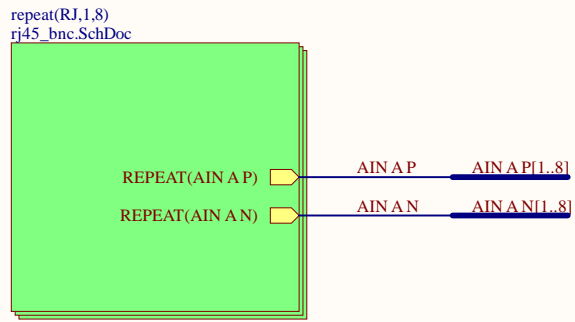 repeat(RJ,1,8)
rj45_bnc.SchDoc
REPEAT(AIN A P)
AIN A P
AIN A P[1..8]
REPEAT(AIN A N)
AIN A N
AIN A N[1..8]